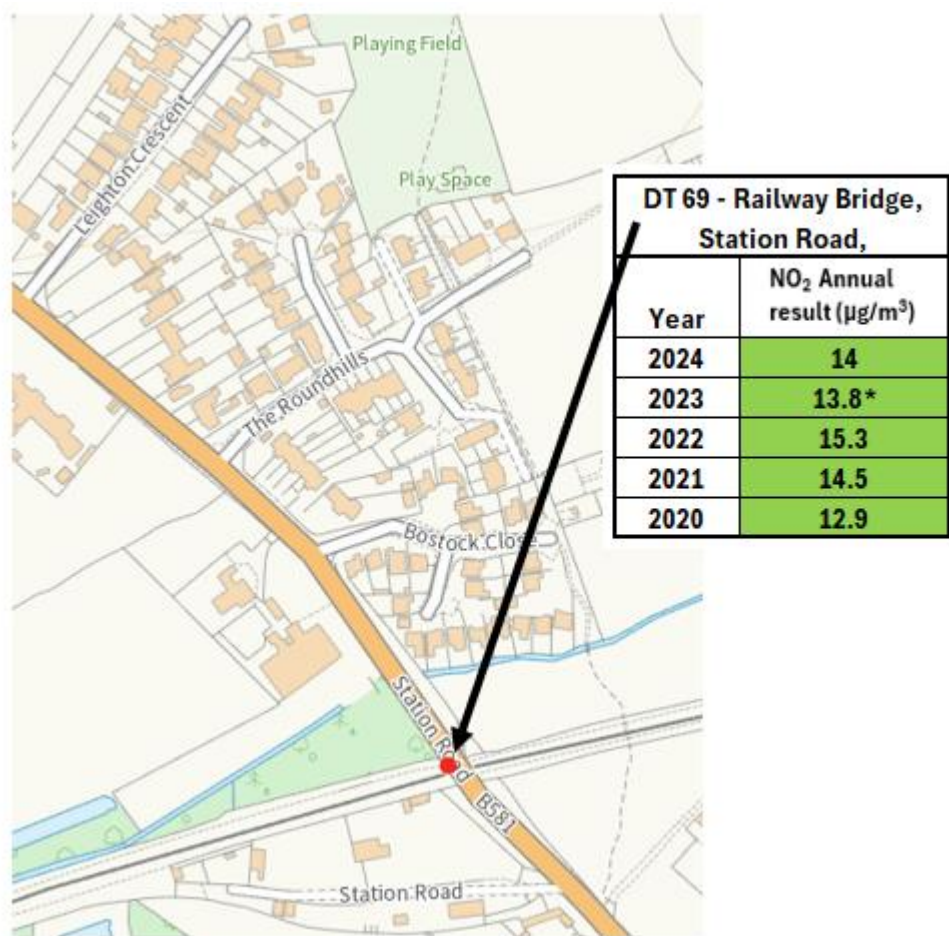 Playing Field
Leighton Crescent
Play Space
DT 69 - Railway Bridge,
Station Road,
Year NO₂ Annual
result (µg/m³)
2024 14
2023 13.8*
2022 15.3
2021 14.5
2020 12.9
The Roundhills
Bostock Close
Station Road
B581
Station Road